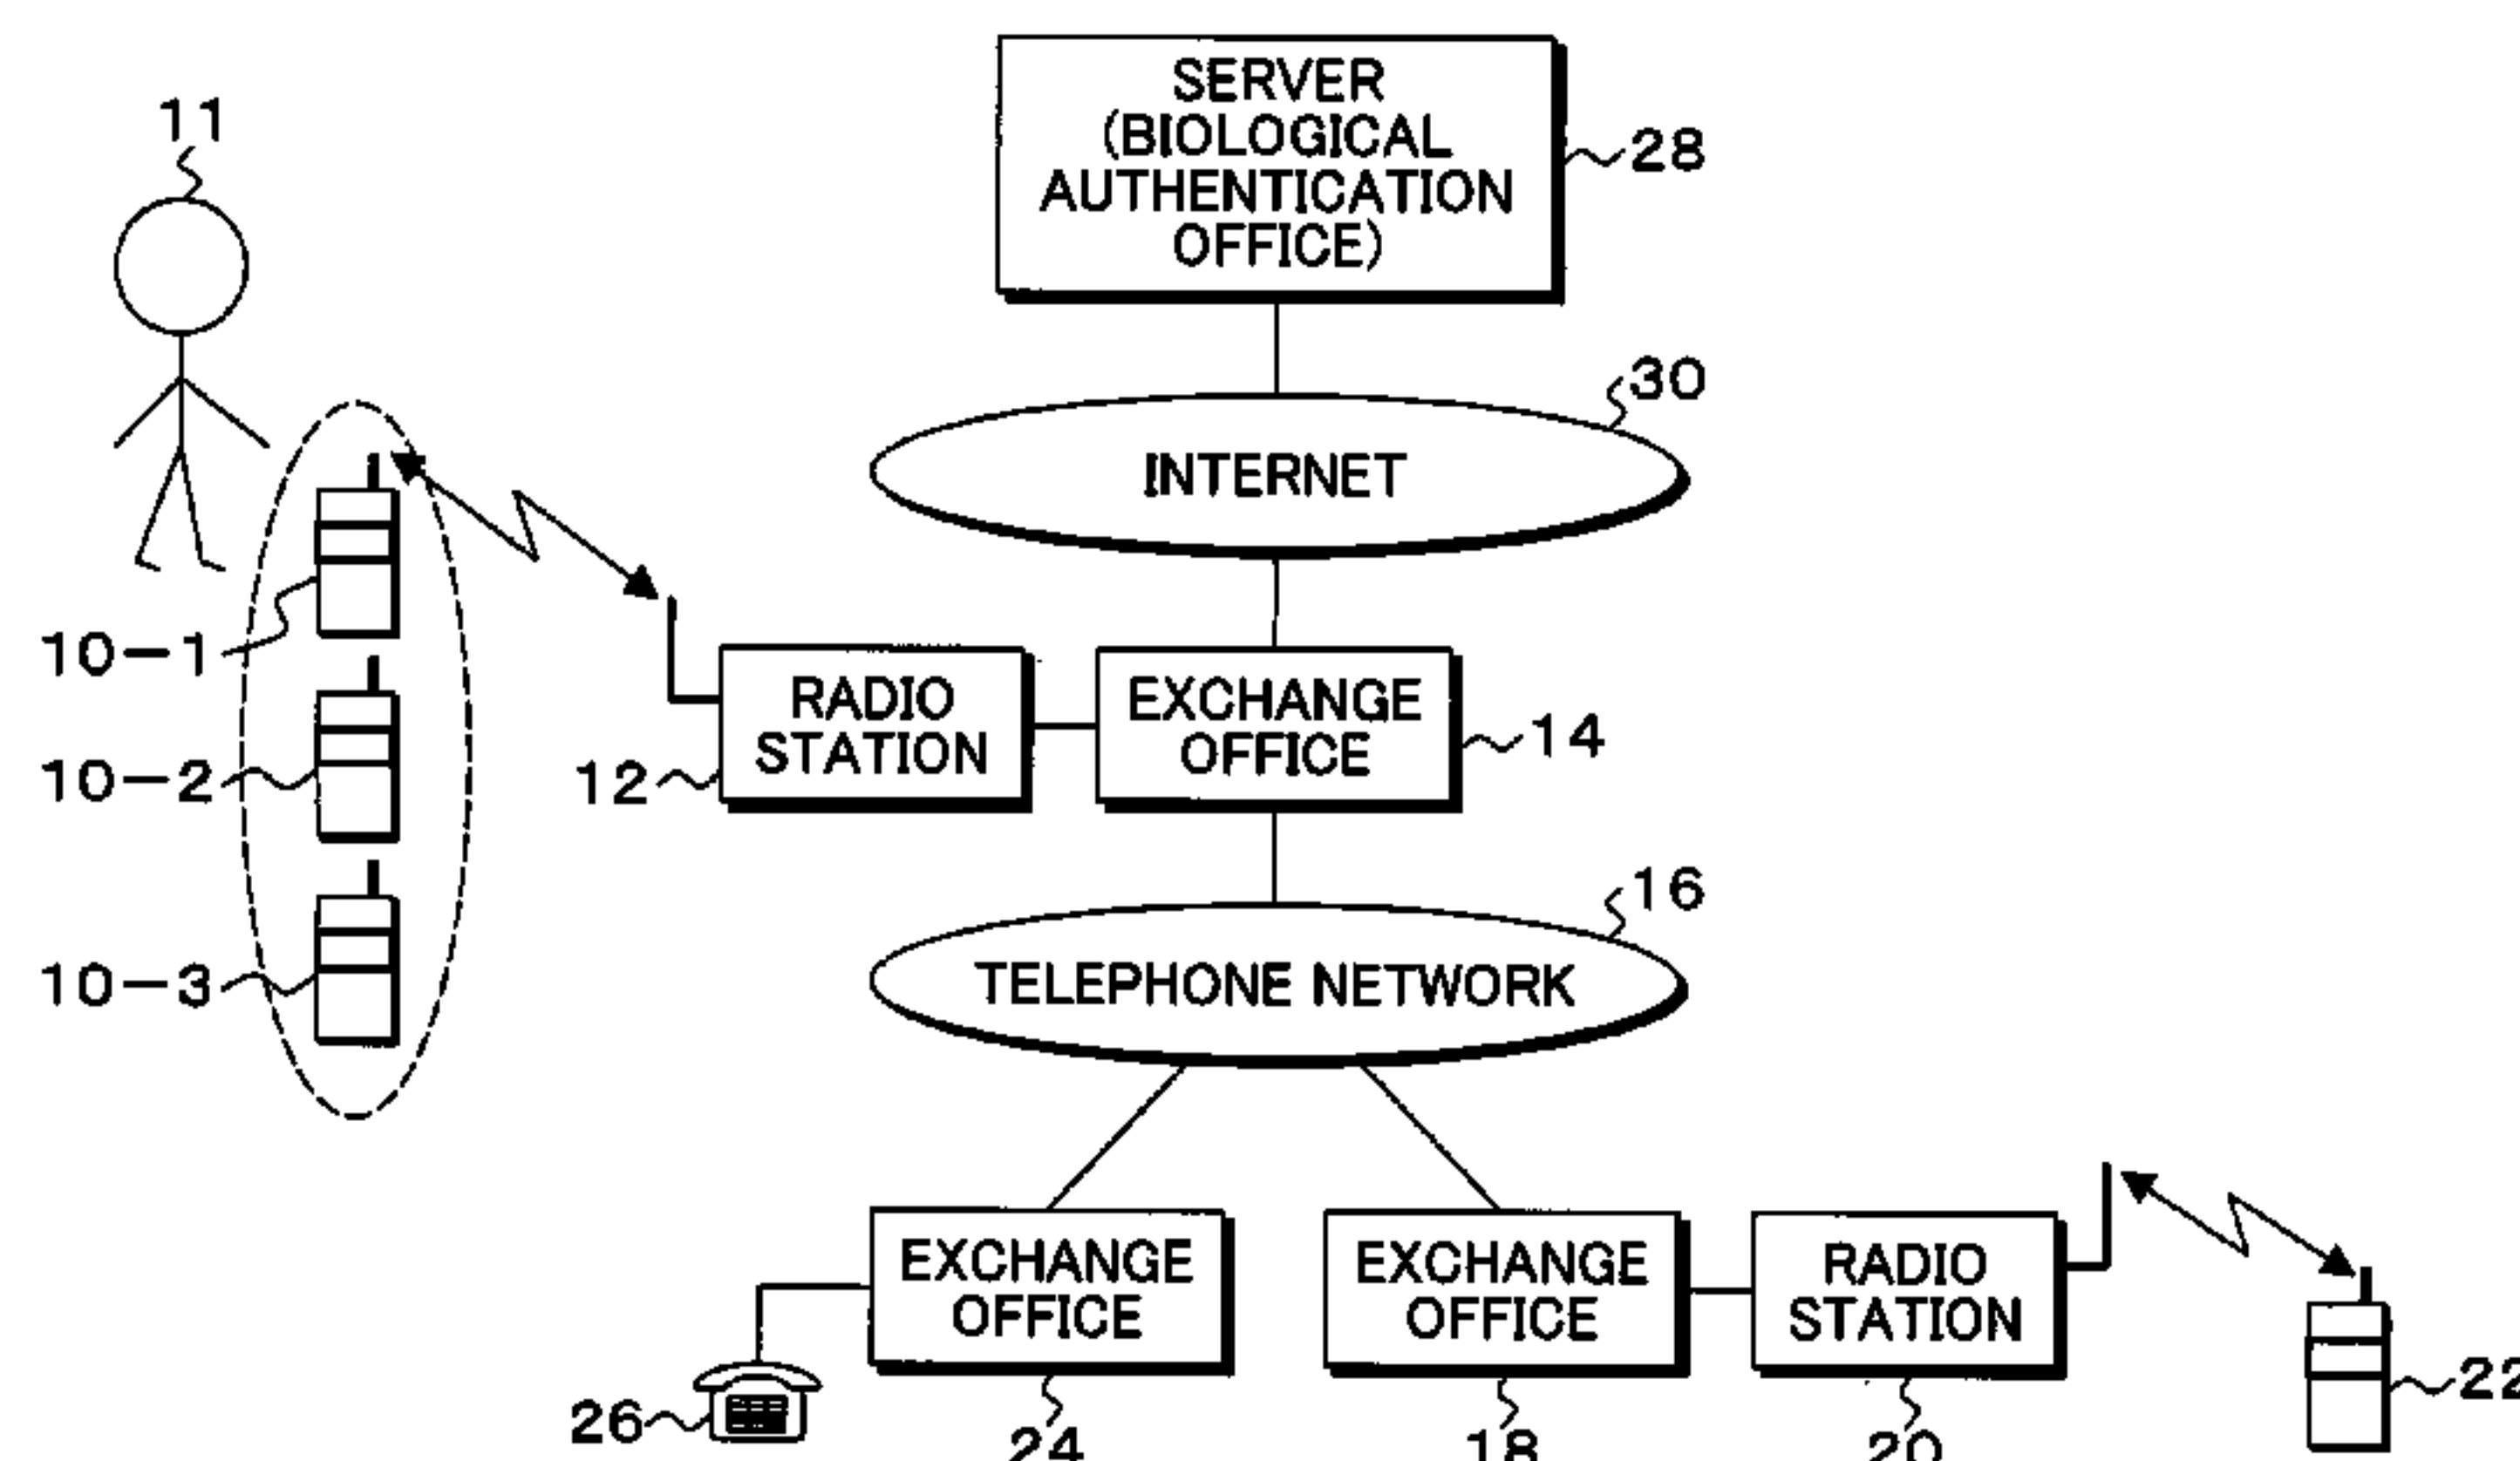 11
SERVER
(BIOLOGICAL
AUTHENTICATION
OFFICE)
28
30
INTERNET
10-1
RADIO
STATION
12
EXCHANGE
OFFICE
14
10-2
16
TELEPHONE NETWORK
10-3
EXCHANGE
OFFICE
EXCHANGE
OFFICE
RADIO
STATION
26
24
18
20
22